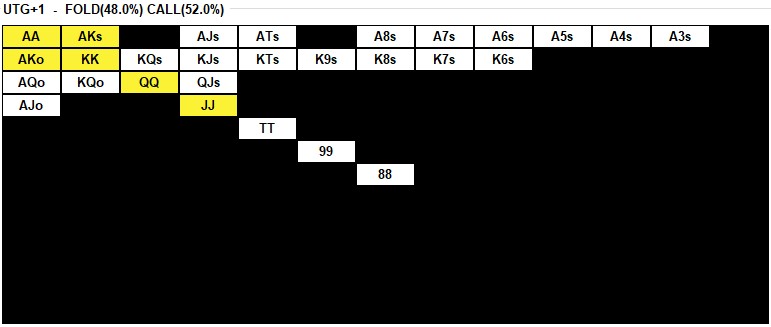 UTG+1 - FOLD(48.0%) CALL(52.0%)
AA AKs AJs ATs A8s A7s A6s A5s A4s A3s
AKo KK KQs KJs KTs K9s K8s K7s K6s
AQo KQo QQ QJs
AJo JJ
TT
99
88